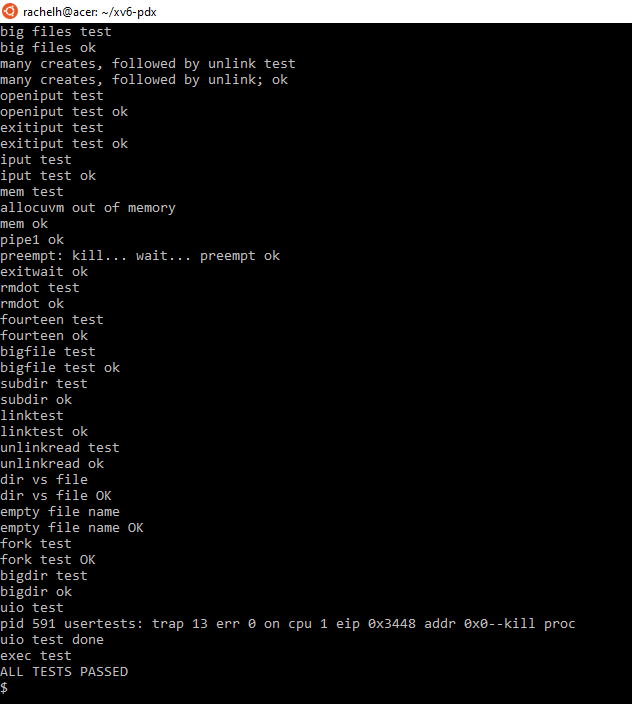 rachelh@acer: ~/xv6-pdx
big files test
big files ok
many creates, followed by unlink test
many creates, followed by unlink; ok
openiput test
openiput test ok
exitiput test
exitiput test ok
iput test
iput test ok
mem test
allocuvm out of memory
mem ok
pipe1 ok
preempt: kill... wait... preempt ok
exitwait ok
rmdot test
rmdot ok
fourteen test
fourteen ok
bigfile test
bigfile test ok
subdir test
subdir ok
linktest
linktest ok
unlinkread test
unlinkread ok
dir vs file
dir vs file OK
empty file name
empty file name OK
fork test
fork test OK
bigdir test
bigdir ok
uio test
pid 591 usertests: trap 13 err 0 on cpu 1 eip 0x3448 addr 0x0--kill proc
uio test done
exec test
ALL TESTS PASSED
$